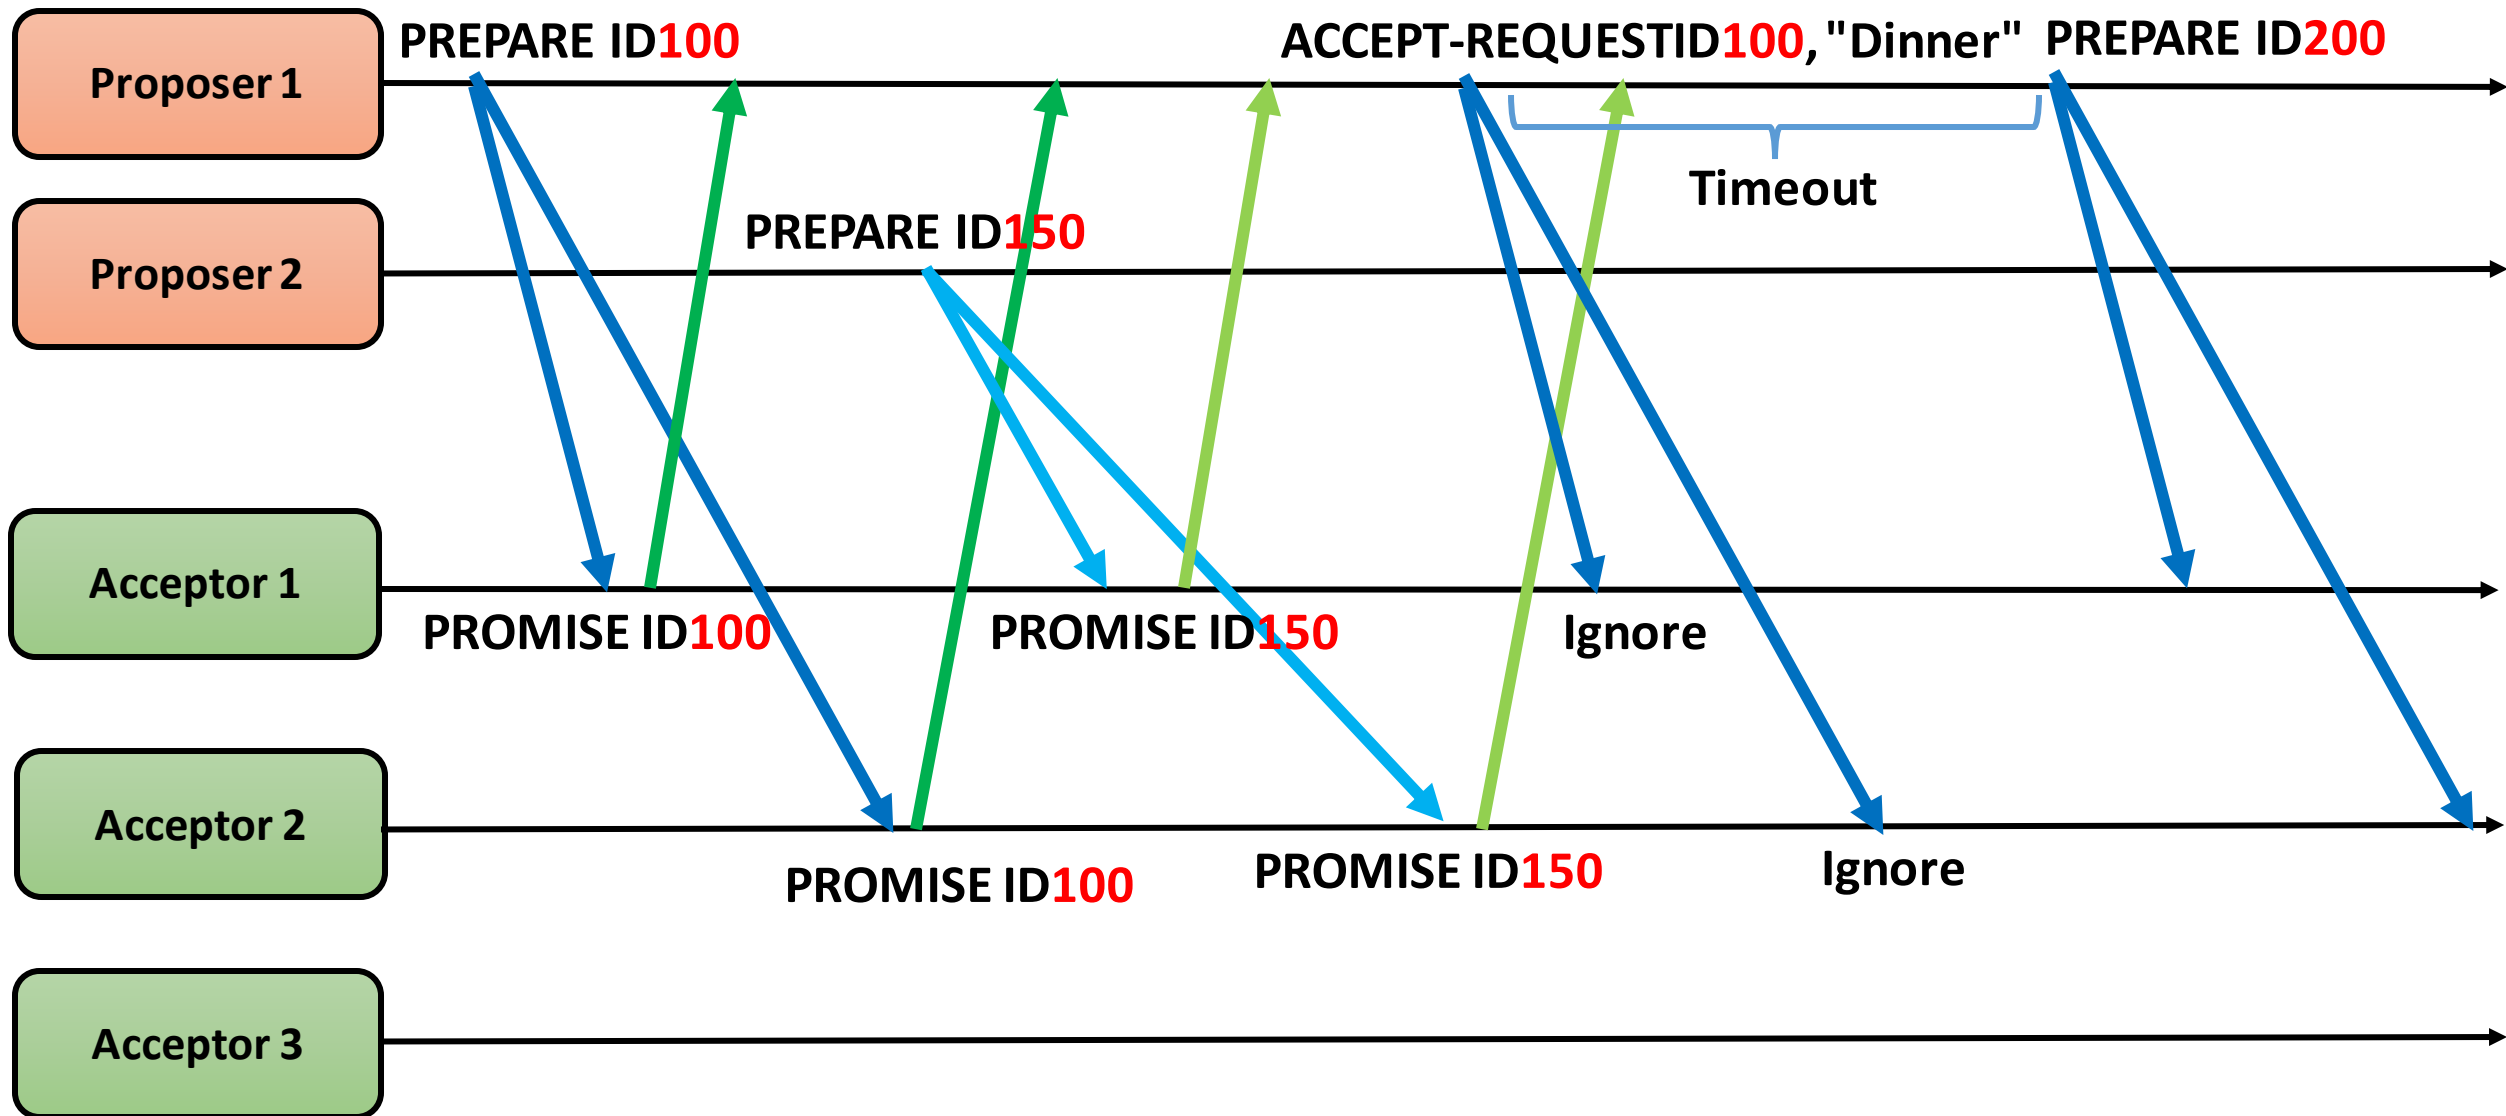 PREPARE ID100
ACCEPT-REQUESTID100, "Dinner"
PREPARE ID200
Proposer 1
Timeout
PREPARE ID150
Proposer 2
Acceptor 1
PROMISE ID100
PROMISE ID150
Ignore
Acceptor 2
PROMISE ID100
PROMISE ID150
Ignore
Acceptor 3